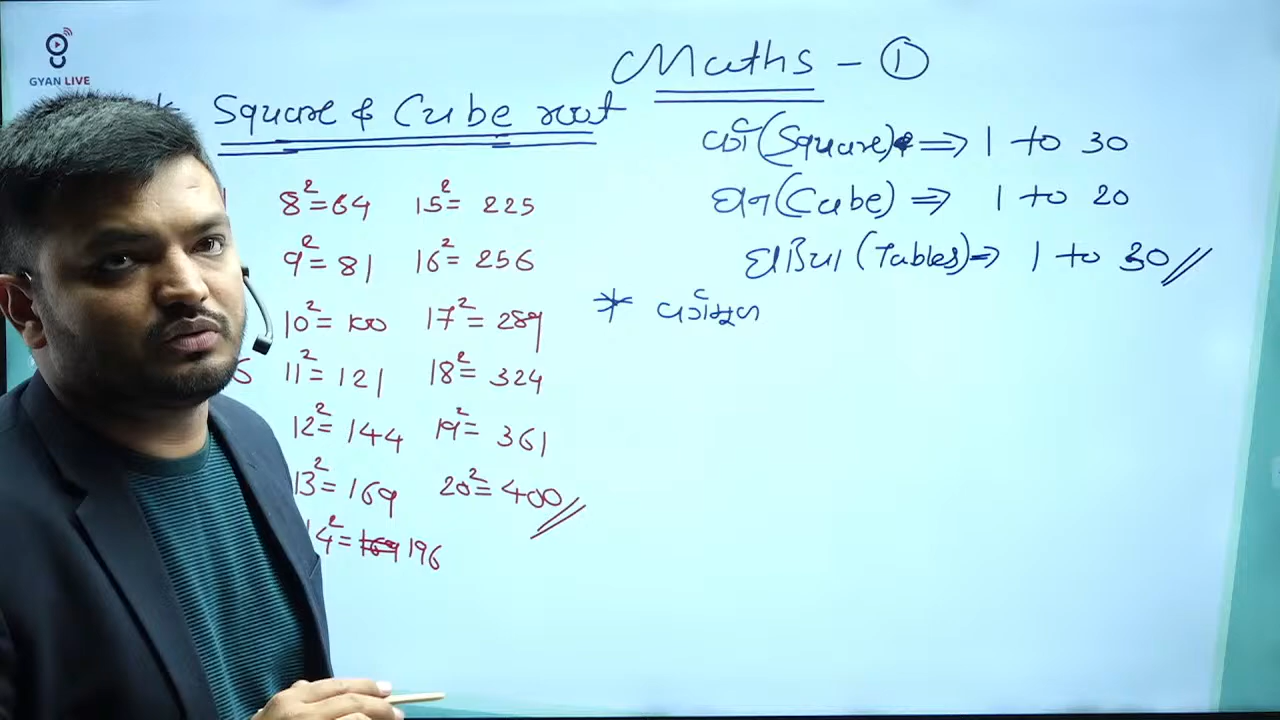 GYAN LIVE
Maths - ①
Square & Cube root
વર્ગ (Square) => 1 to 30
ઘન (Cube) => 1 to 20
ઘડિયા (Tables) => 1 to 30 //
* વર્ગમૂળ
8² = 64 15² = 225
9² = 81 16² = 256
10² = 100 17² = 289
11² = 121 18² = 324
12² = 144 19² = 361
13² = 169 20² = 400 //
14² = 169 196